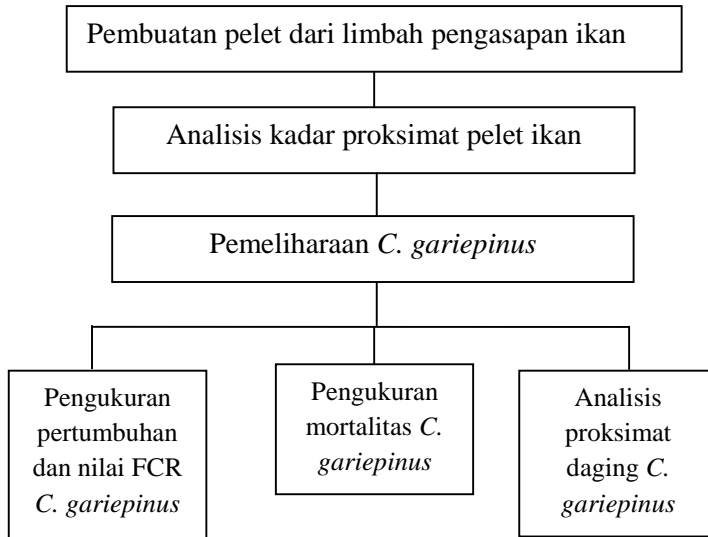 Pembuatan pelet dari limbah pengasapan ikan
Analisis kadar proksimat pelet ikan
Pemeliharaan C. gariepinus
Pengukuran
pertumbuhan
dan nilai FCR
C. gariepinus
Pengukuran
mortalitas C.
gariepinus
Analisis
proksimat
daging C.
gariepinus